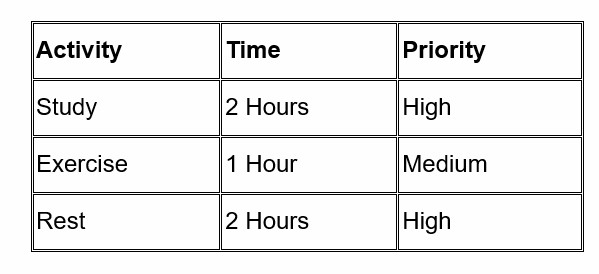 Activity Time Priority
Study 2 Hours High
Exercise 1 Hour Medium
Rest 2 Hours High